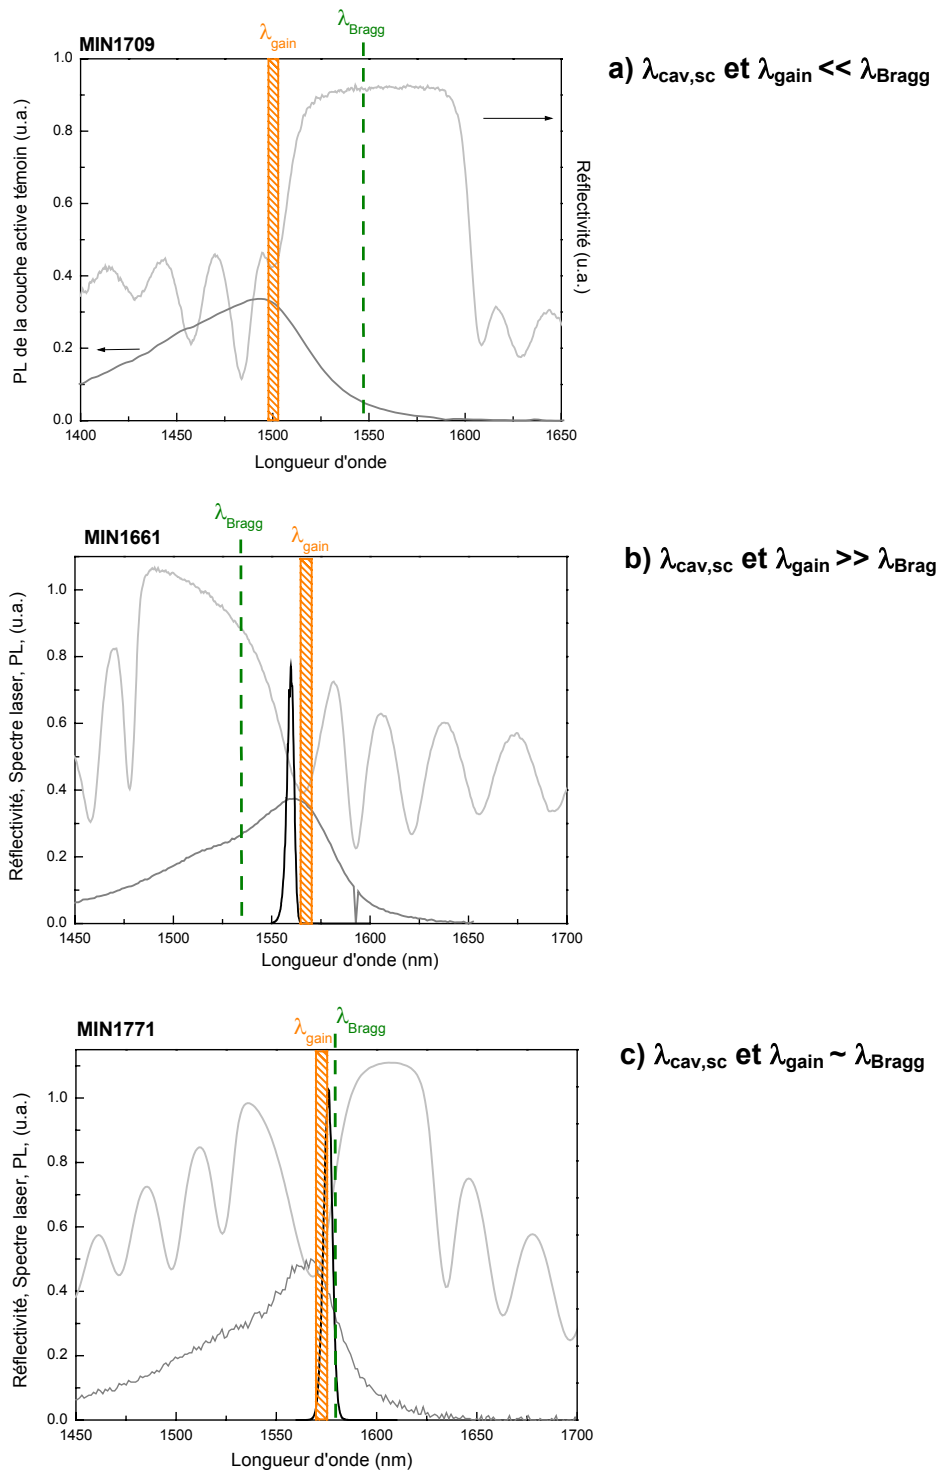 λBragg
λgain
MIN1709
a) λcav,sc et λgain << λBragg
1.0
0.8
0.6
0.4
0.2
0.0
PL de la couche active témoin (u.a.)
Réflectivité (u.a.)
1400 1450 1500 1550 1600 1650
Longueur d'onde
λBragg
λgain
MIN1661
b) λcav,sc et λgain >> λBrag
1.0
0.8
0.6
0.4
0.2
0.0
Réflectivité, Spectre laser, PL, (u.a.)
1450 1500 1550 1600 1650 1700
Longueur d'onde (nm)
λgain λBragg
MIN1771
c) λcav,sc et λgain ~ λBragg
1.0
0.8
0.6
0.4
0.2
0.0
Réflectivité, Spectre laser, PL, (u.a.)
1450 1500 1550 1600 1650 1700
Longueur d'onde (nm)